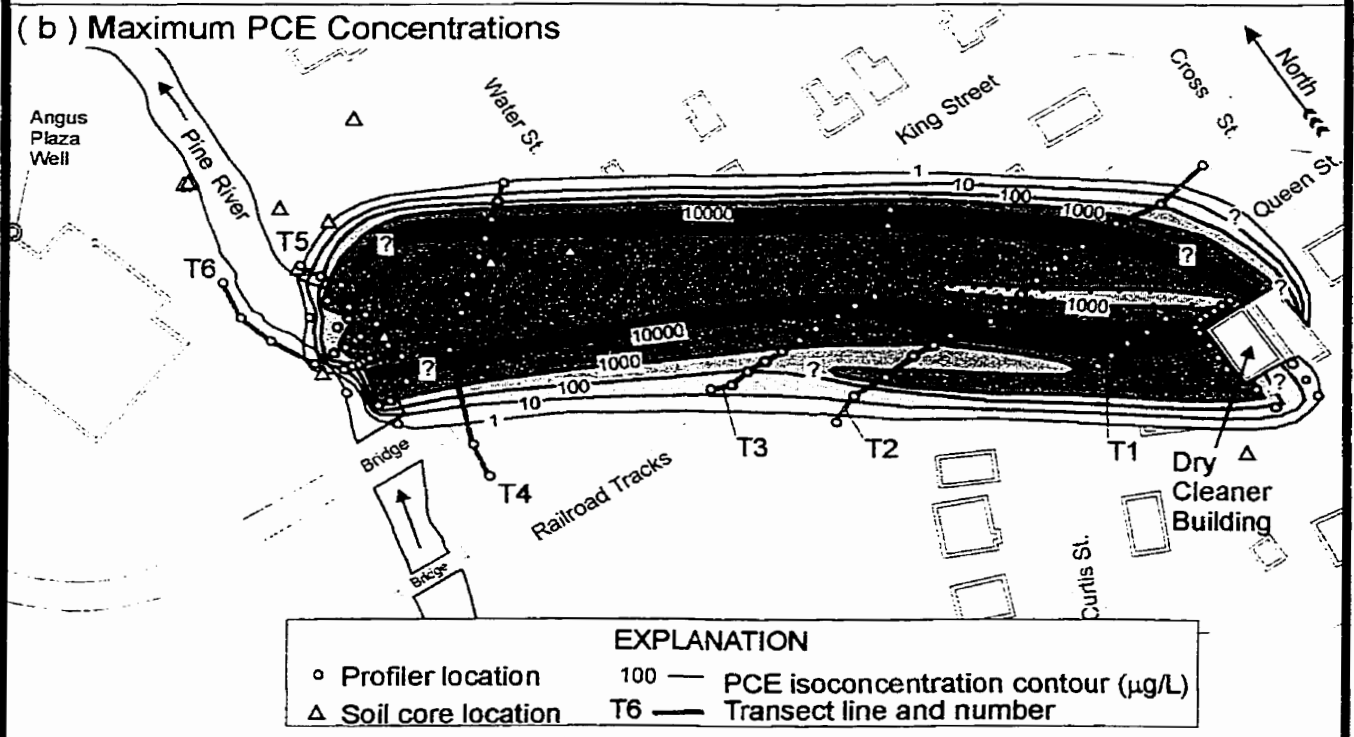 ( b ) Maximum PCE Concentrations
Angus
Plaza
Well
Pine River
Water St.
King Street
Cross St.
North
Queen St.
1
10
100
1000
10000
?
?
?
?
1000
T5
T6
10000
1000
100
10
1
?
?
?
Bridge
T4
T3
T2
T1
Railroad Tracks
Dry
Cleaner
Building
Bridge
Curtis St.
EXPLANATION
Profiler location
100 PCE isoconcentration contour (µg/L)
Soil core location
T6 Transect line and number